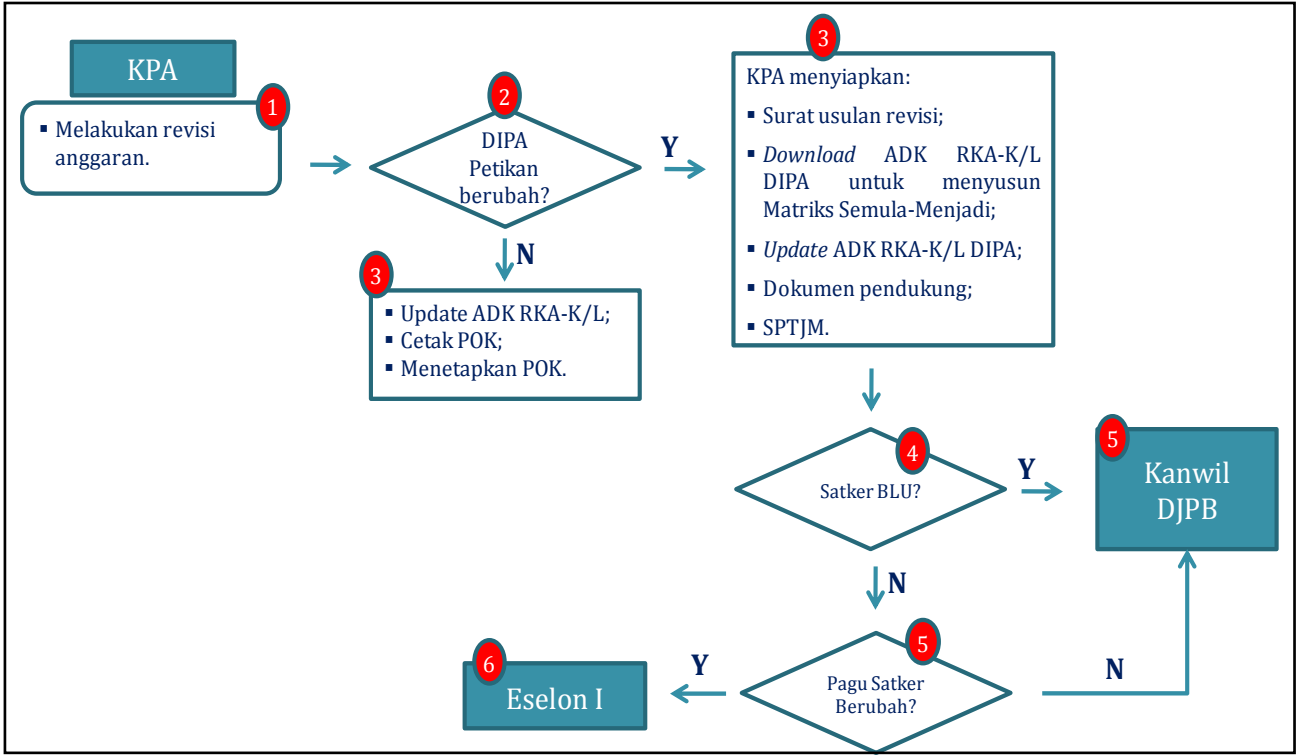 KPA
1
▪ Melakukan revisi
anggaran.
2
DIPA
Petikan
berubah?
Y
N
3
▪ Update ADK RKA-K/L;
▪ Cetak POK;
▪ Menetapkan POK.
3
KPA menyiapkan:
▪ Surat usulan revisi;
▪ Download ADK RKA-K/L
DIPA untuk menyusun
Matriks Semula-Menjadi;
▪ Update ADK RKA-K/L DIPA;
▪ Dokumen pendukung;
▪ SPTJM.
4
Satker BLU?
Y
5
Kanwil
DJPB
N
5
Pagu Satker
Berubah?
Y
N
6
Eselon I